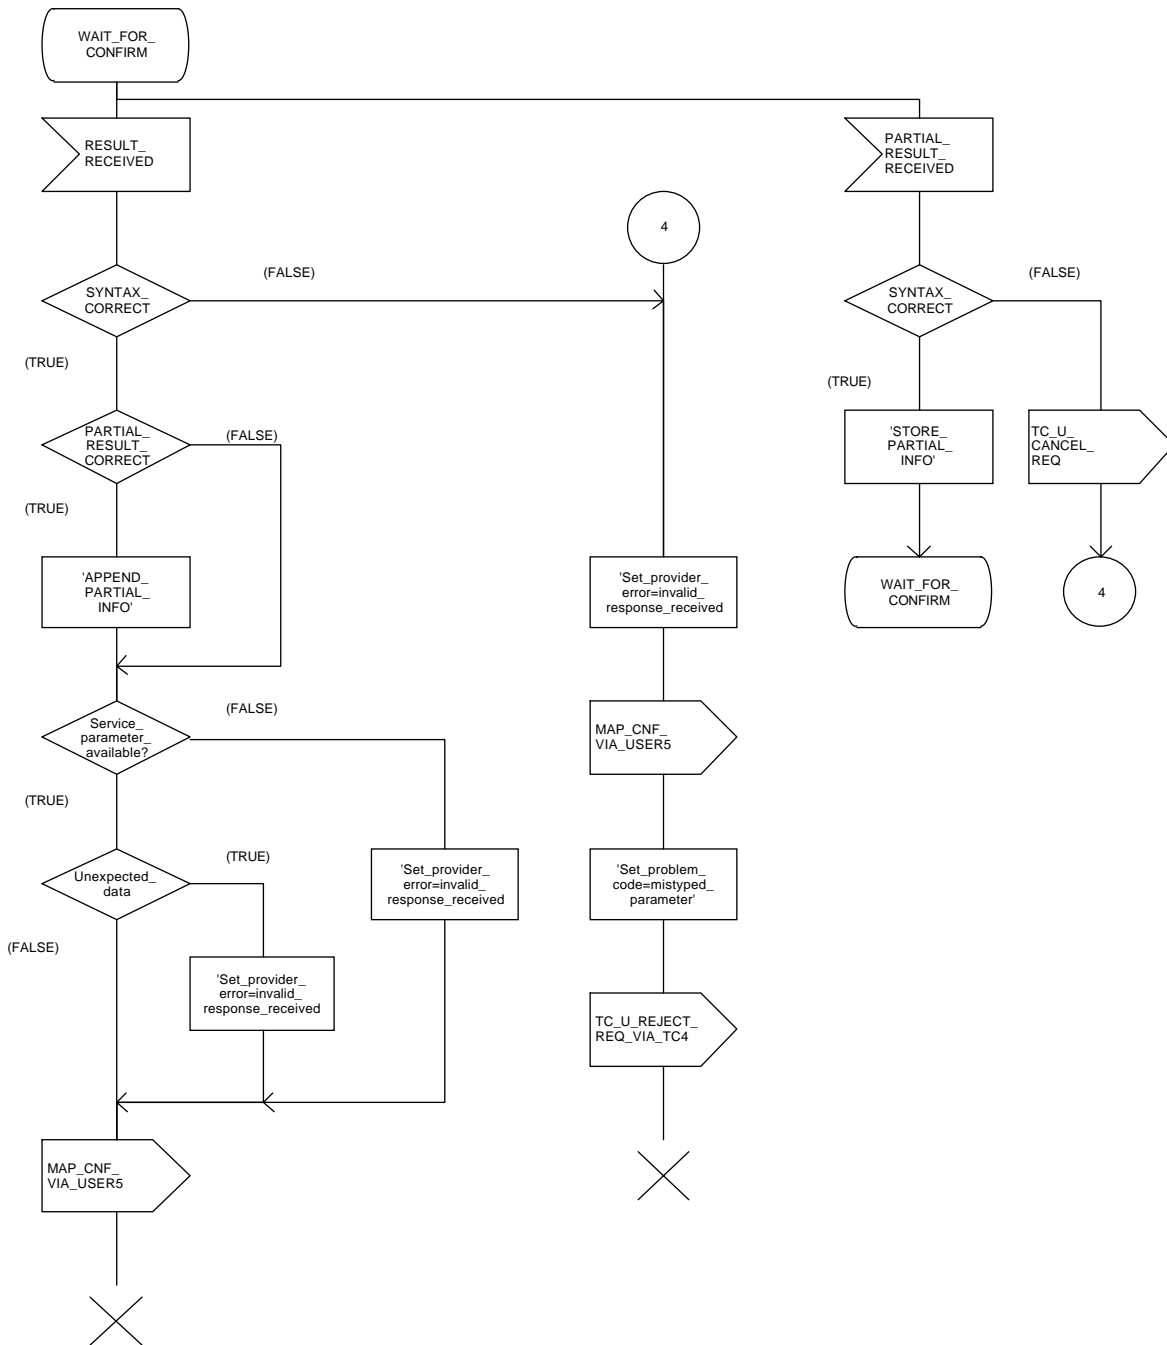 WAIT_FOR_
CONFIRM
RESULT_
RECEIVED
PARTIAL_
RESULT_
RECEIVED
4
(FALSE)
(FALSE)
SYNTAX_
CORRECT
SYNTAX_
CORRECT
(TRUE)
(TRUE)
PARTIAL_
RESULT_
CORRECT
(FALSE)
'STORE_
PARTIAL_
INFO'
TC_U_
CANCEL_
REQ
(TRUE)
'APPEND_
PARTIAL_
INFO'
'Set_provider_
error=invalid_
response_received
WAIT_FOR_
CONFIRM
4
(FALSE)
Service_
parameter_
available?
MAP_CNF_
VIA_USER5
(TRUE)
(TRUE)
Unexpected_
data
'Set_provider_
error=invalid_
response_received
'Set_problem_
code=mistyped_
parameter'
(FALSE)
'Set_provider_
error=invalid_
response_received
TC_U_REJECT_
REQ_VIA_TC4
MAP_CNF_
VIA_USER5